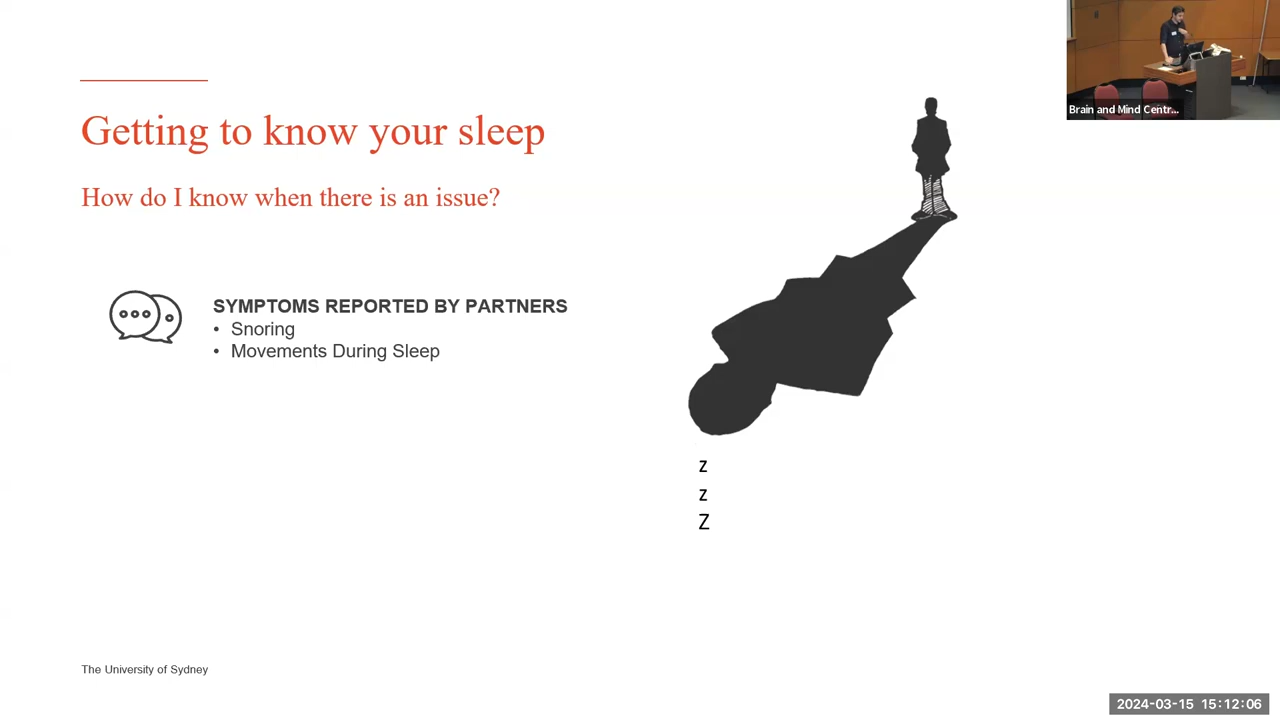 Getting to know your sleep
How do I know when there is an issue?
SYMPTOMS REPORTED BY PARTNERS
• Snoring
• Movements During Sleep
z
z
Z
The University of Sydney
Brain and Mind Centr...
2024-03-15 15:12:06